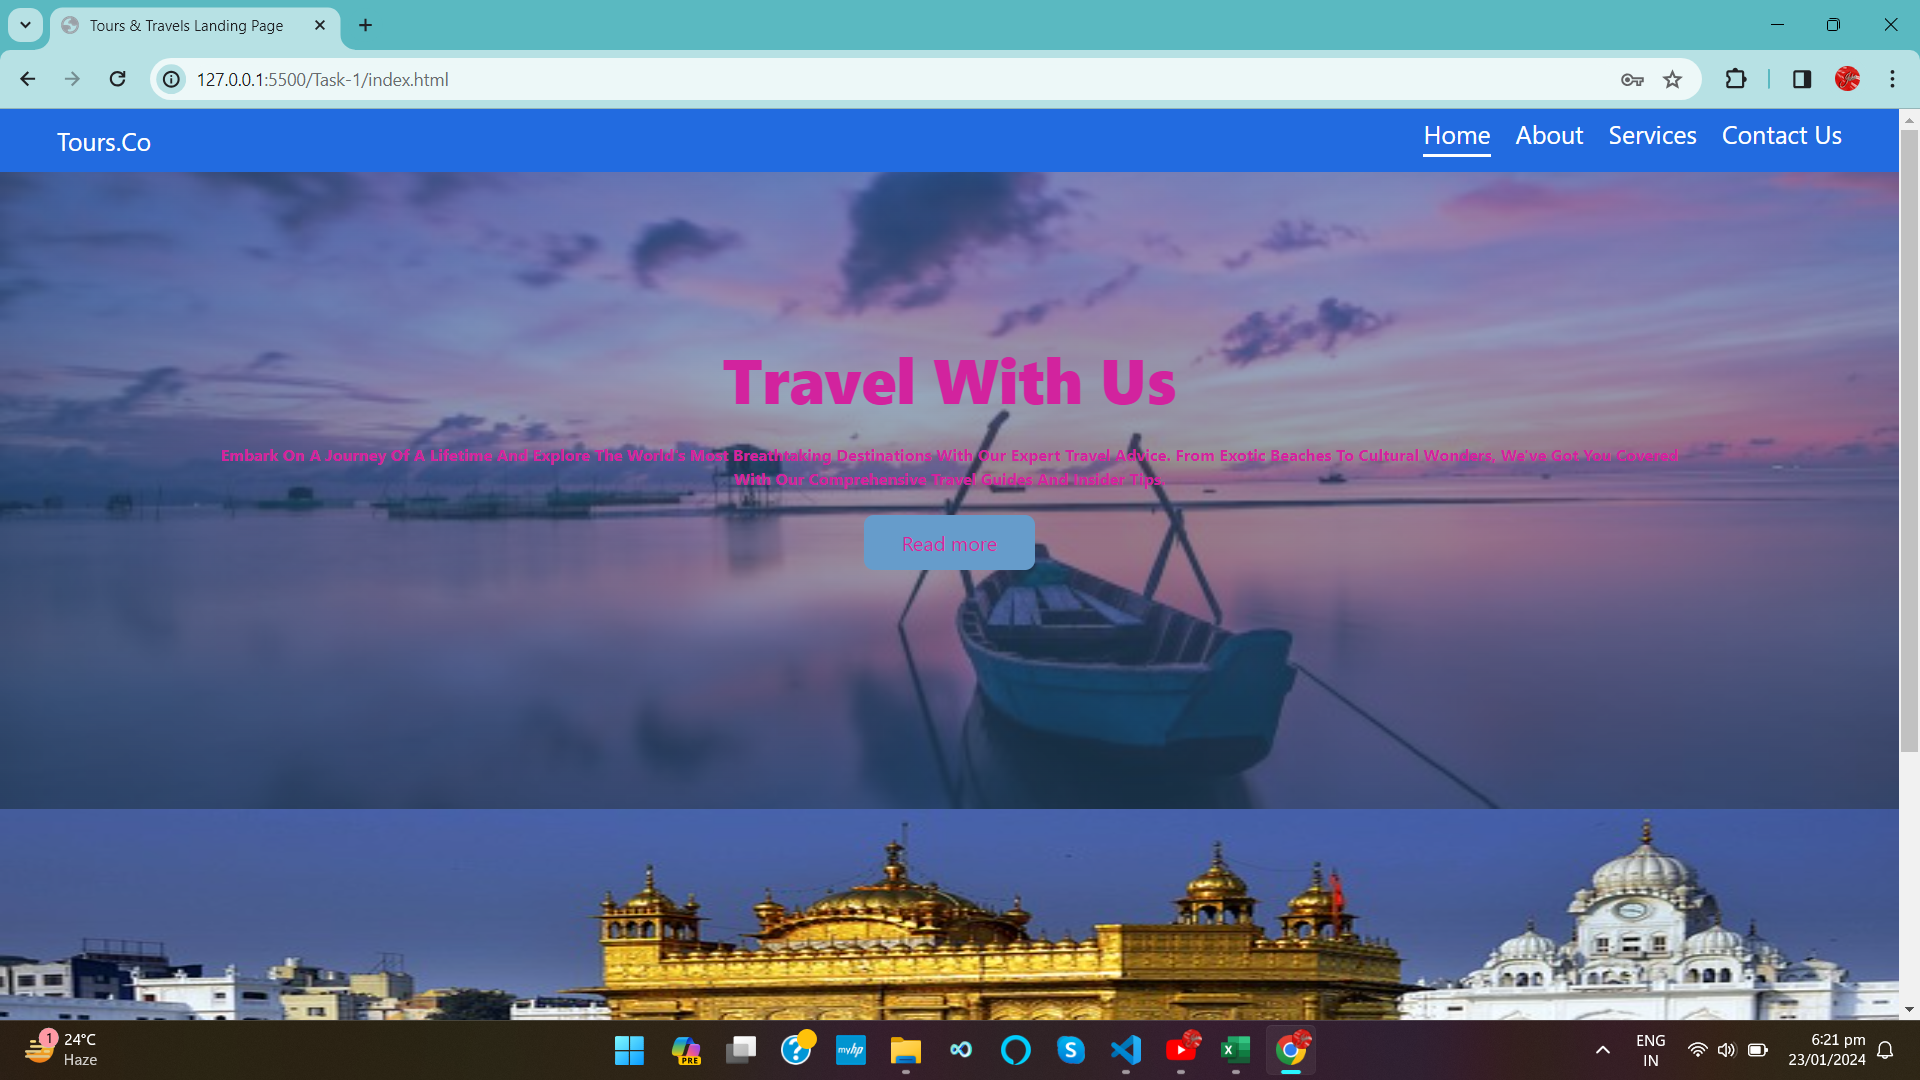 Tours & Travels Landing Page
127.0.0.1:5500/Task-1/index.html
Tours.Co
Home About Services Contact Us
Travel With Us
Embark On A Journey Of A Lifetime And Explore The World's Most Breathtaking Destinations With Our Expert Travel Advice. From Exotic Beaches To Cultural Wonders, We've Got You Covered
With Our Comprehensive Travel Guides And Insider Tips.
Read more
1
24°C
Haze
PRE
myhp
ENG
IN
6:21 pm
23/01/2024